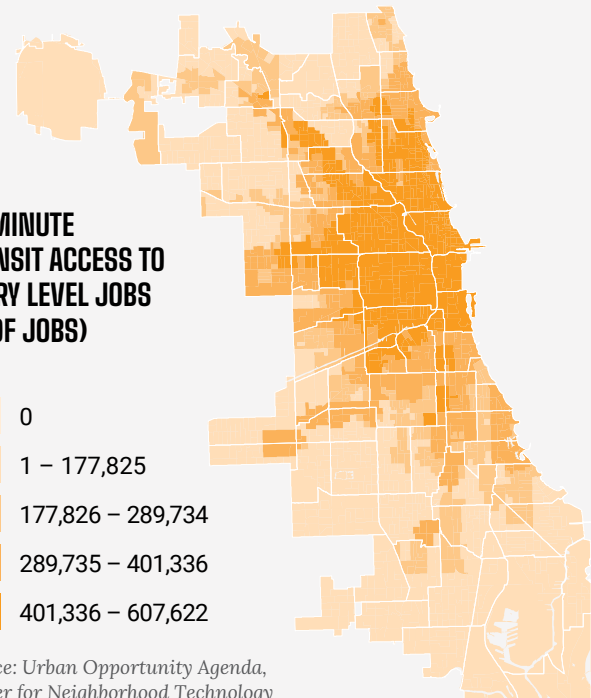 MINUTE
NSIT ACCESS TO
RY LEVEL JOBS
OF JOBS)
0
1 – 177,825
177,826 – 289,734
289,735 – 401,336
401,336 – 607,622
ce: Urban Opportunity Agenda,
er for Neighborhood Technology